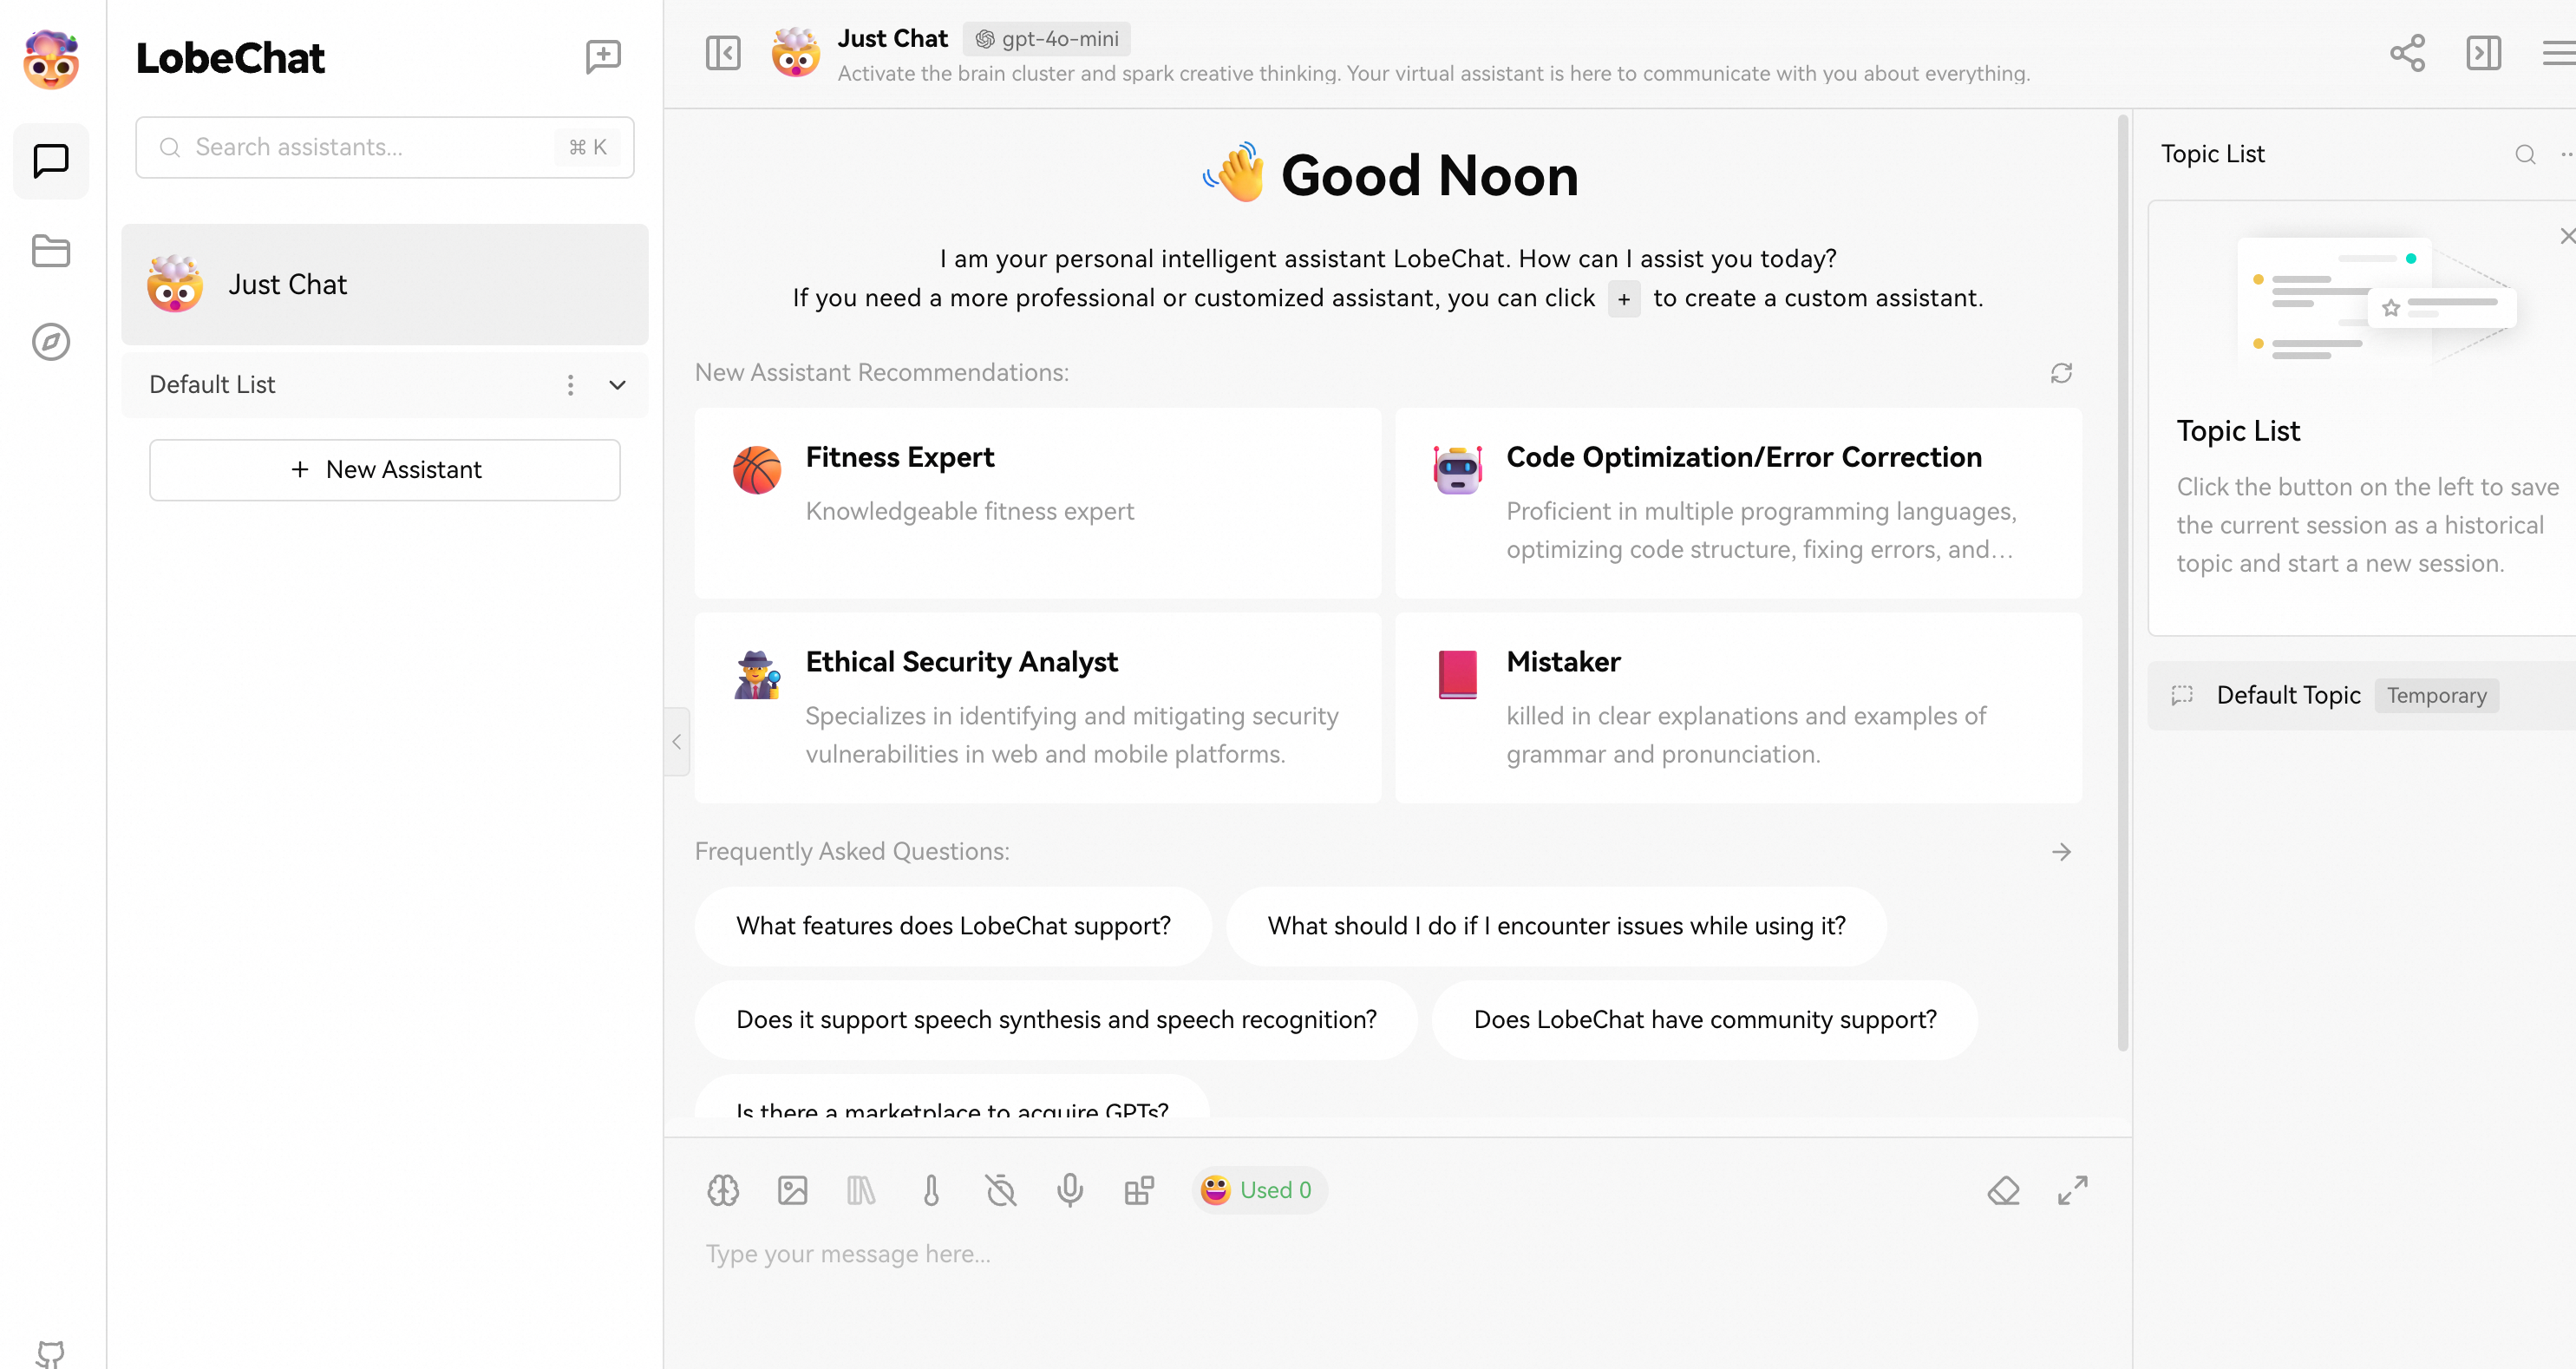 LobeChat
Search assistants...
⌘ K
Just Chat
Default List
+ New Assistant
Just Chat
gpt-4o-mini
Activate the brain cluster and spark creative thinking. Your virtual assistant is here to communicate with you about everything.
Good Noon
I am your personal intelligent assistant LobeChat. How can I assist you today?
If you need a more professional or customized assistant, you can click + to create a custom assistant.
New Assistant Recommendations:
Fitness Expert
Knowledgeable fitness expert
Code Optimization/Error Correction
Proficient in multiple programming languages,
optimizing code structure, fixing errors, and...
Ethical Security Analyst
Specializes in identifying and mitigating security
vulnerabilities in web and mobile platforms.
Mistaker
killed in clear explanations and examples of
grammar and pronunciation.
Frequently Asked Questions:
What features does LobeChat support?
What should I do if I encounter issues while using it?
Does it support speech synthesis and speech recognition?
Does LobeChat have community support?
Is there a marketplace to acquire GPTs?
Used 0
Type your message here...
Topic List
Topic List
Click the button on the left to save
the current session as a historical
topic and start a new session.
Default Topic
Temporary